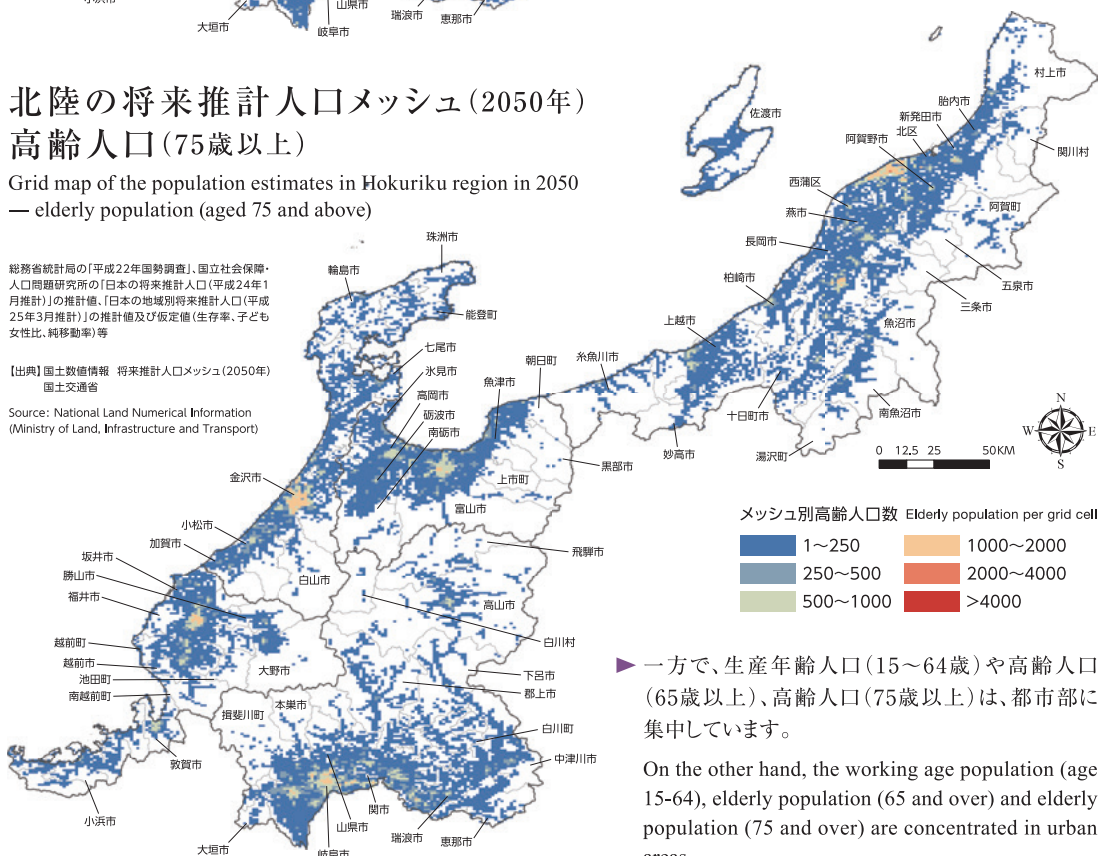 小浜市
大垣市
岐阜市
山県市
瑞浪市
恵那市
北陸の将来推計人口メッシュ(2050年)
高齢人口(75歳以上)
Grid map of the population estimates in Hokuriku region in 2050
— elderly population (aged 75 and above)
総務省統計局の「平成22年国勢調査」、国立社会保障・
人口問題研究所の「日本の将来推計人口(平成24年1
月推計)」の推計値、「日本の地域別将来推計人口(平成
25年3月推計)」の推計値及び仮定値(生存率、子ども
女性比、純移動率)等
【出典】国土数値情報 将来推計人口メッシュ(2050年)
国土交通省
Source: National Land Numerical Information
(Ministry of Land, Infrastructure and Transport)
村上市
胎内市
新発田市
北区
阿賀野市
関川村
佐渡市
西蒲区
燕市
阿賀町
長岡市
五泉市
柏崎市
三条市
上越市
魚沼市
糸魚川市
十日町市
南魚沼市
妙高市
湯沢町
珠洲市
輪島市
能登町
七尾市
氷見市
高岡市
砺波市
南砺市
朝日町
魚津市
黒部市
上市町
富山市
金沢市
小松市
加賀市
白山市
坂井市
勝山市
福井市
越前町
越前市
池田町
南越前町
大野市
敦賀市
小浜市
飛騨市
高山市
白川村
下呂市
郡上市
白川町
中津川市
本巣市
揖斐川町
大垣市
岐阜市
山県市
関市
瑞浪市
恵那市
N
W
E
S
0 12.5 25 50KM
メッシュ別高齢人口数 Elderly population per grid cell
1~250
250~500
500~1000
1000~2000
2000~4000
>4000
▶一方で、生産年齢人口(15~64歳)や高齢人口
(65歳以上)、高齢人口(75歳以上)は、都市部に
集中しています。
On the other hand, the working age population (age
15-64), elderly population (65 and over) and elderly
population (75 and over) are concentrated in urban
areas.